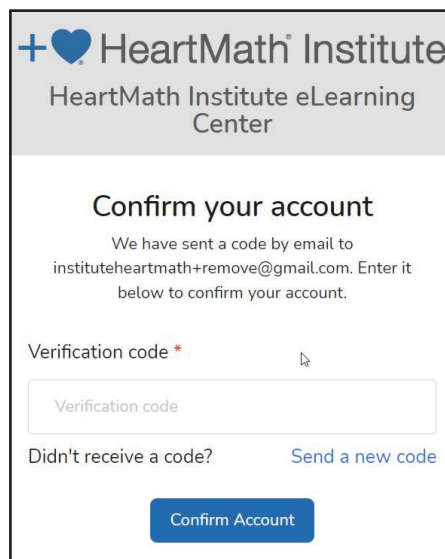 HeartMath® Institute
HeartMath Institute eLearning
Center
Confirm your account
We have sent a code by email to
instituteheartmath+remove@gmail.com. Enter it
below to confirm your account.
Verification code *
Verification code
Didn't receive a code? Send a new code
Confirm Account